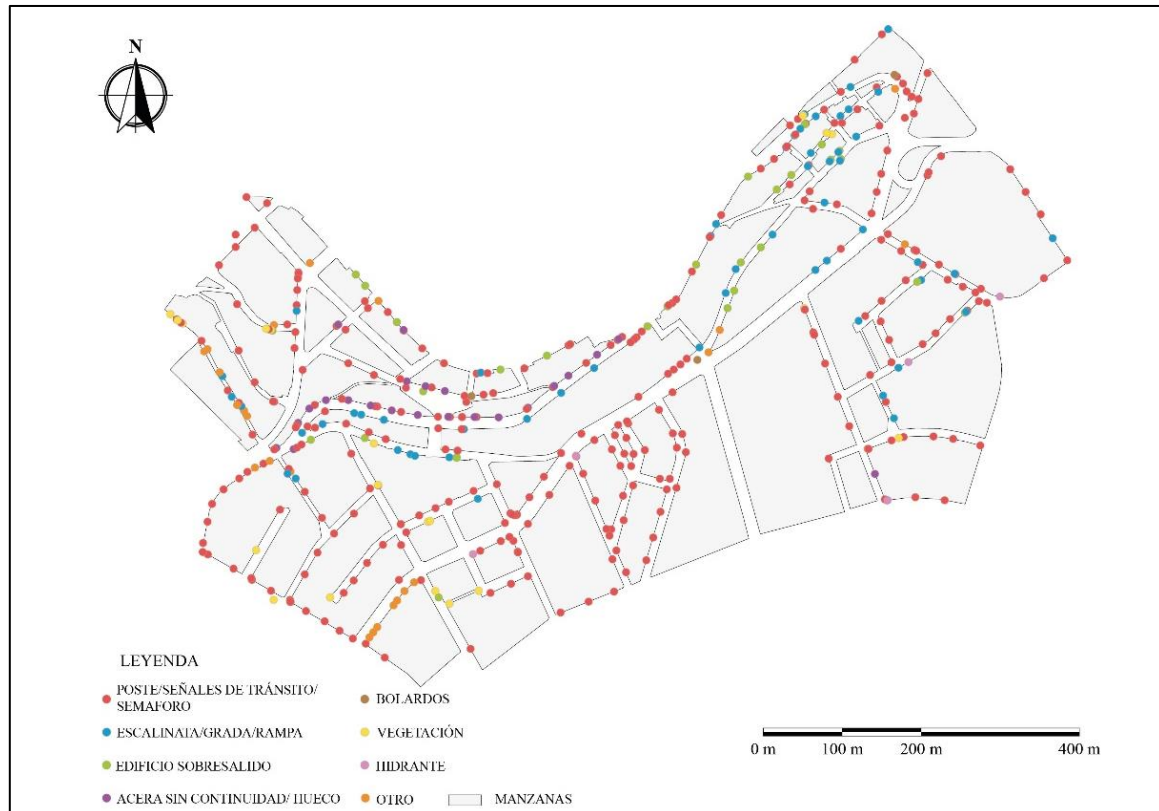 N
LEYENDA
POSTE/SEÑALES DE TRÁNSITO/
SEMAFORO
ESCALINATA/GRADA/RAMPA
EDIFICIO SOBRESALIDO
ACERA SIN CONTINUIDAD/ HUECO
BOLARDOS
VEGETACIÓN
HIDRANTE
OTRO
MANZANAS
0 m 100 m 200 m 400 m